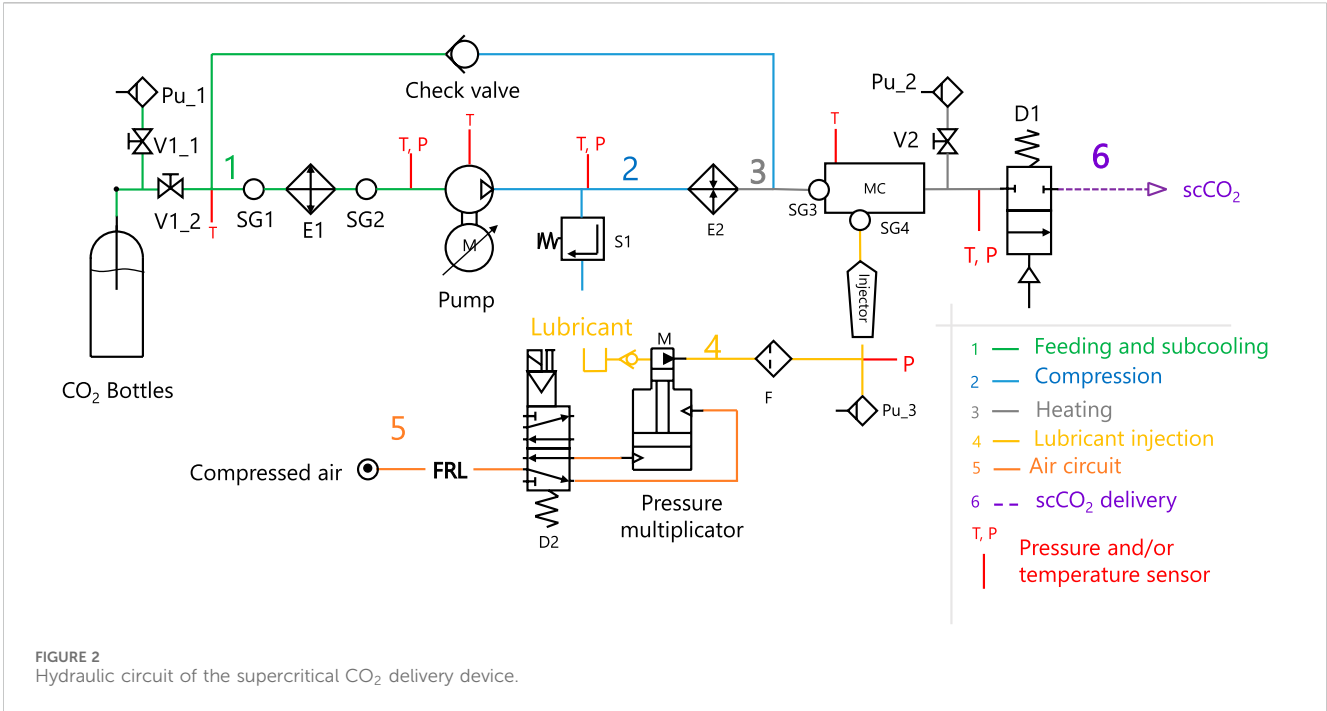 Check valve
Pu_1
V1_1
V1_2
1
T
SG1
E1
SG2
T, P
T
M
Pump
T, P
2
S1
E2
3
SG3
T
MC
SG4
Pu_2
V2
D1
T, P
6
scCO₂
CO₂ Bottles
Injector
Lubricant
M
4
F
P
Pu_3
5
Compressed air
FRL
D2
Pressure
multiplicator
1 Feeding and subcooling
2 Compression
3 Heating
4 Lubricant injection
5 Air circuit
6 scCO₂ delivery
T, P
Pressure and/or
temperature sensor
FIGURE 2
Hydraulic circuit of the supercritical CO₂ delivery device.